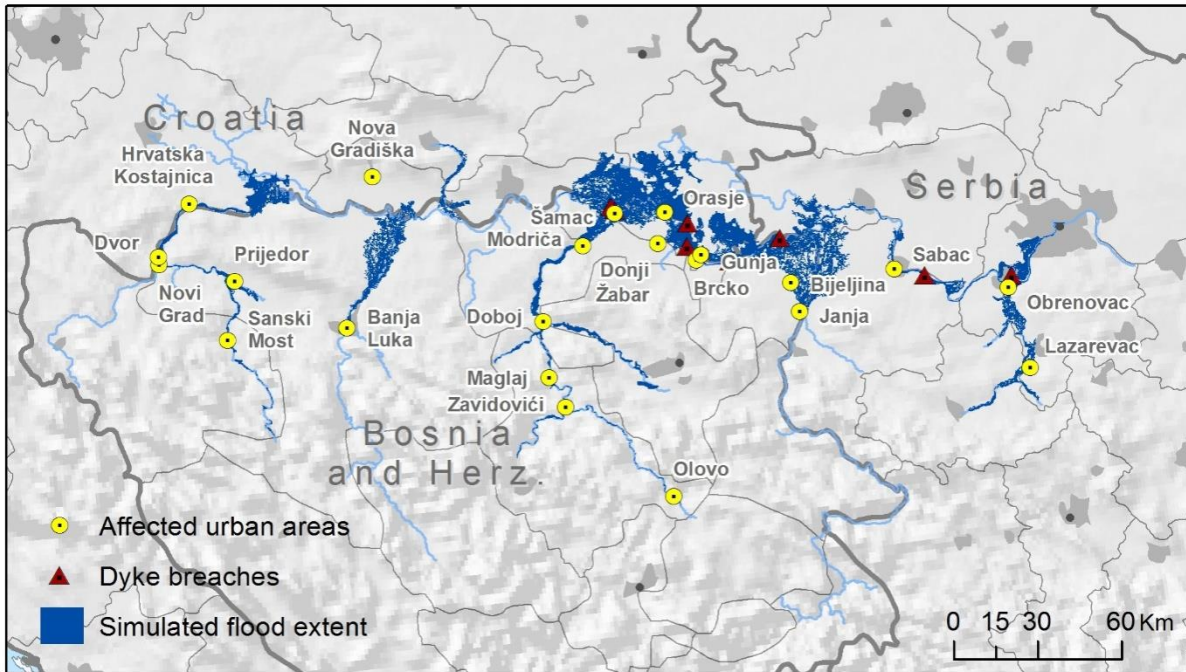 Croatia
Nova
Gradiška
Hrvatska
Kostajnica
Serbia
Orasje
Šamac
Dvor
Modriča
Prijedor
Gunja
Sabac
Donji
Žabar
Brcko
Bijeljina
Novi
Grad
Obrenovac
Sanski
Most
Banja
Luka
Doboj
Janja
Lazarevac
Maglaj
Zavidovići
Bosnia
and Herz.
Olovo
Affected urban areas
Dyke breaches
Simulated flood extent
0 15 30 60 Km